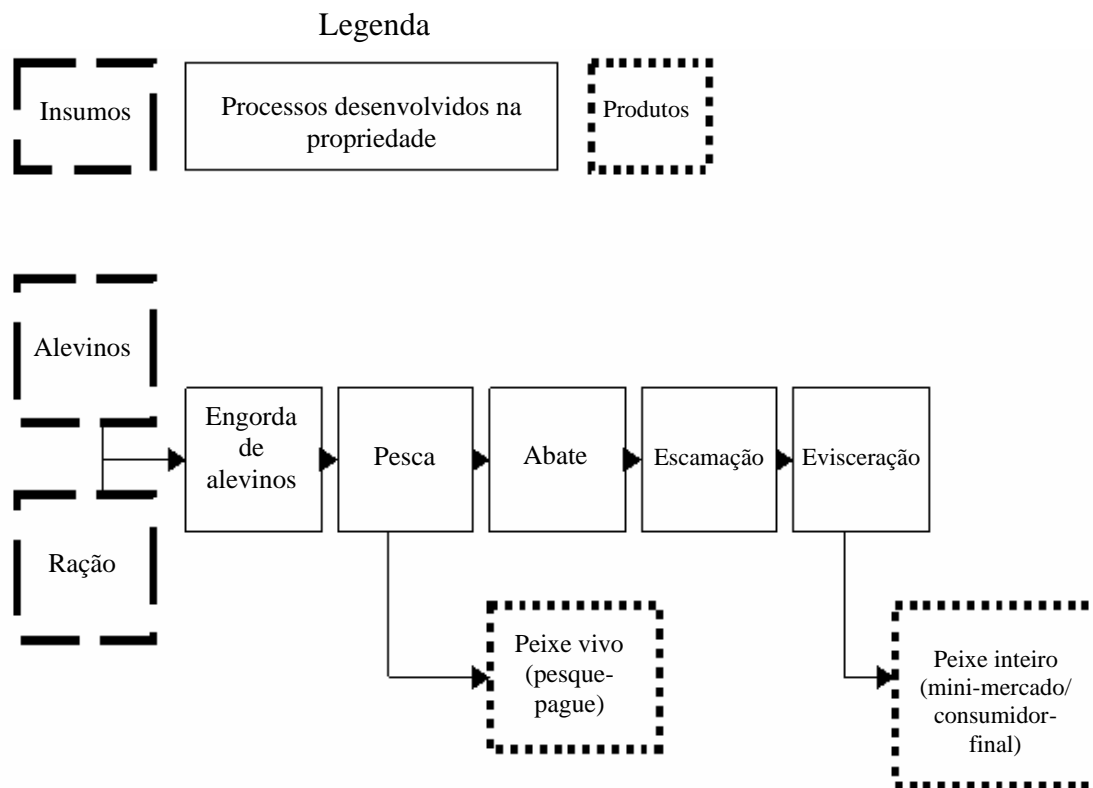 Legenda
Insumos
Processos desenvolvidos na
propriedade
Produtos
Alevinos
Ração
Engorda
de
alevinos
Pesca
Abate
Escamação
Evisceração
Peixe vivo
(pesque-
pague)
Peixe inteiro
(mini-mercado/
consumidor-
final)